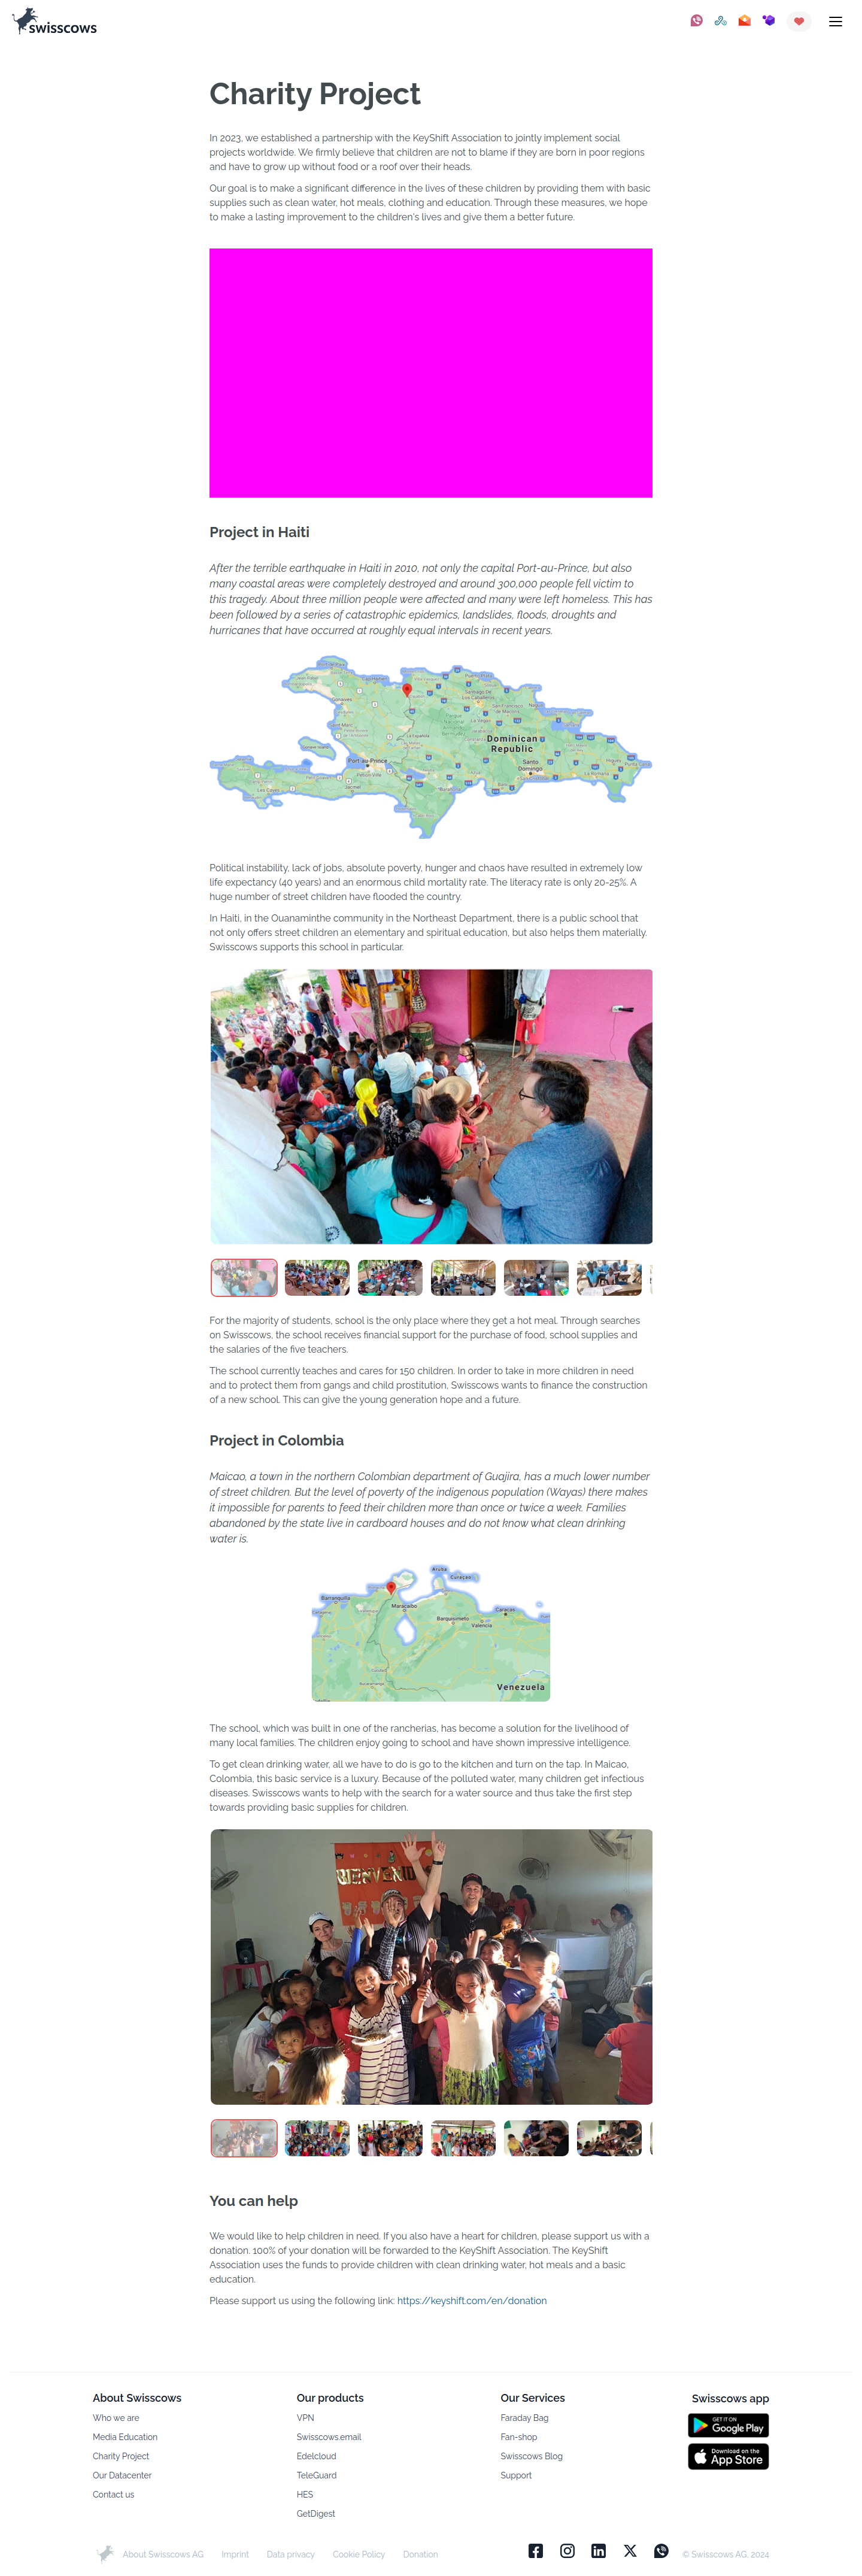 swisscows
Charity Project
In 2023, we established a partnership with the KeyShift Association to jointly implement social
projects worldwide. We firmly believe that children are not to blame if they are born in poor regions
and have to grow up without food or a roof over their heads.
Our goal is to make a significant difference in the lives of these children by providing them with basic
supplies such as clean water, hot meals, clothing and education. Through these measures, we hope
to make a lasting improvement to the children's lives and give them a better future.
Project in Haiti
After the terrible earthquake in Haiti in 2010, not only the capital Port-au-Prince, but also
many coastal areas were completely destroyed and around 300,000 people fell victim to
this tragedy. About three million people were affected and many were left homeless. This has
been followed by a series of catastrophic epidemics, landslides, floods, droughts and
hurricanes that have occurred at roughly equal intervals in recent years.
Dominican
Republic
Port-au-Prince
Santo
Domingo
Political instability, lack of jobs, absolute poverty, hunger and chaos have resulted in extremely low
life expectancy (40 years) and an enormous child mortality rate. The literacy rate is only 20-25%. A
huge number of street children have flooded the country.
In Haiti, in the Ouanaminthe community in the Northeast Department, there is a public school that
not only offers street children an elementary and spiritual education, but also helps them materially.
Swisscows supports this school in particular.
For the majority of students, school is the only place where they get a hot meal. Through searches
on Swisscows, the school receives financial support for the purchase of food, school supplies and
the salaries of the five teachers.
The school currently teaches and cares for 150 children. In order to take in more children in need
and to protect them from gangs and child prostitution, Swisscows wants to finance the construction
of a new school. This can give the young generation hope and a future.
Project in Colombia
Maicao, a town in the northern Colombian department of Guajira, has a much lower number
of street children. But the level of poverty of the indigenous population (Wayas) there makes
it impossible for parents to feed their children more than once or twice a week. Families
abandoned by the state live in cardboard houses and do not know what clean drinking
water is.
Aruba
Curaçao
Barranquilla
Maracaibo
Caracas
Barquisimeto
Valencia
Venezuela
The school, which was built in one of the rancherias, has become a solution for the livelihood of
many local families. The children enjoy going to school and have shown impressive intelligence.
To get clean drinking water, all we have to do is go to the kitchen and turn on the tap. In Maicao,
Colombia, this basic service is a luxury. Because of the polluted water, many children get infectious
diseases. Swisscows wants to help with the search for a water source and thus take the first step
towards providing basic supplies for children.
BIENVENID
You can help
We would like to help children in need. If you also have a heart for children, please support us with a
donation. 100% of your donation will be forwarded to the KeyShift Association. The KeyShift
Association uses the funds to provide children with clean drinking water, hot meals and a basic
education.
Please support us using the following link: https://keyshift.com/en/donation
About Swisscows
Who we are
Media Education
Charity Project
Our Datacenter
Contact us
Our products
VPN
Swisscows.email
Edelcloud
TeleGuard
HES
GetDigest
Our Services
Faraday Bag
Fan-shop
Swisscows Blog
Support
Swisscows app
GET IT ON
Google Play
Download on the
App Store
About Swisscows AG
Imprint
Data privacy
Cookie Policy
Donation
© Swisscows AG, 2024